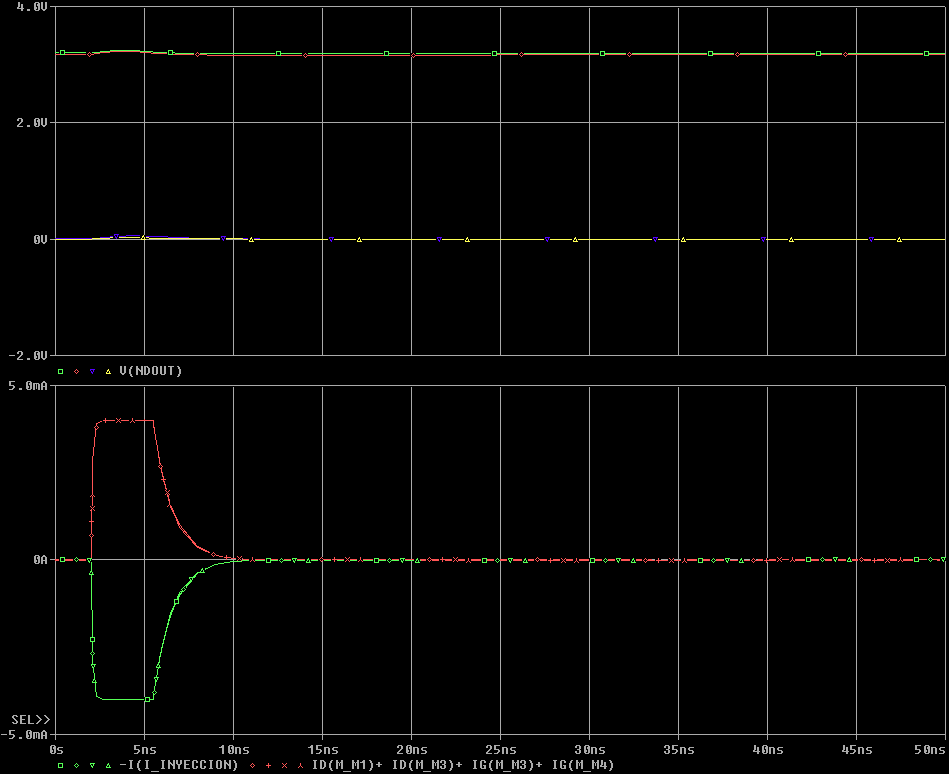 4.0V
2.0V
0V
-2.0V
V(NDOUT)
5.0mA
0A
SEL>>
-5.0mA
0s 5ns 10ns 15ns 20ns 25ns 30ns 35ns 40ns 45ns 50ns
-I(I_INYECCION) ID(M_M1)+ ID(M_M3)+ IG(M_M3)+ IG(M_M4)